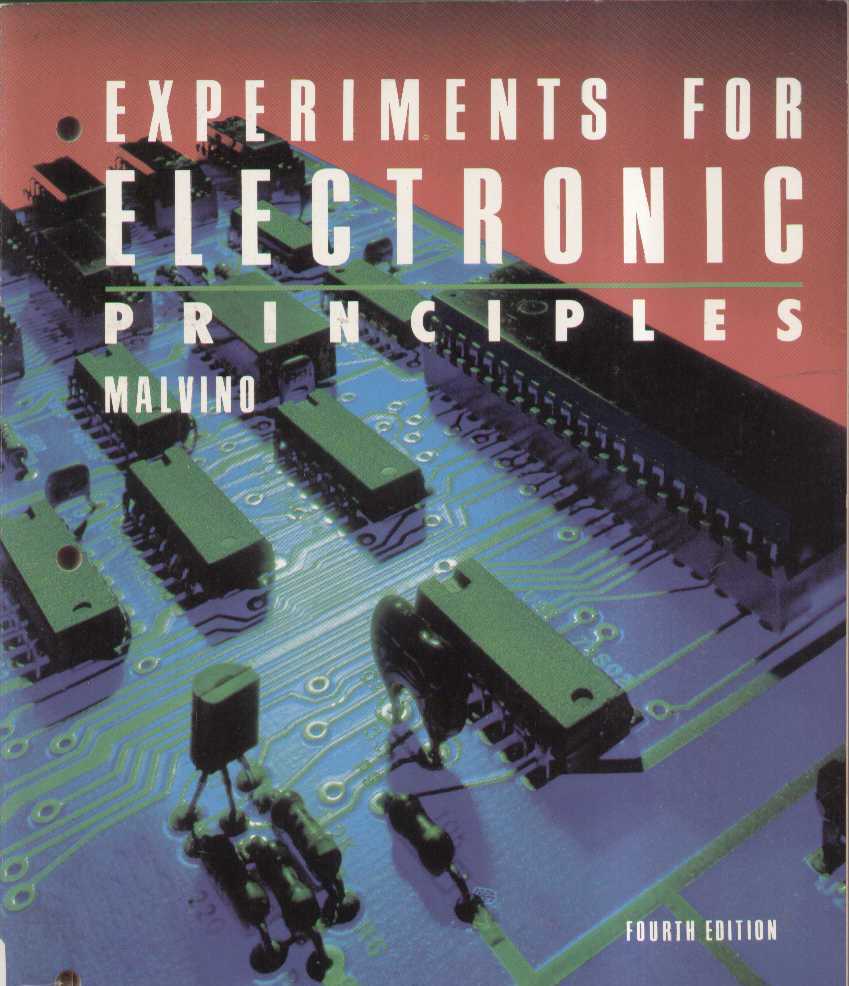 EXPERIMENTS FOR
ELECTRONIC
PRINCIPLES
MALVINO
FOURTH EDITION